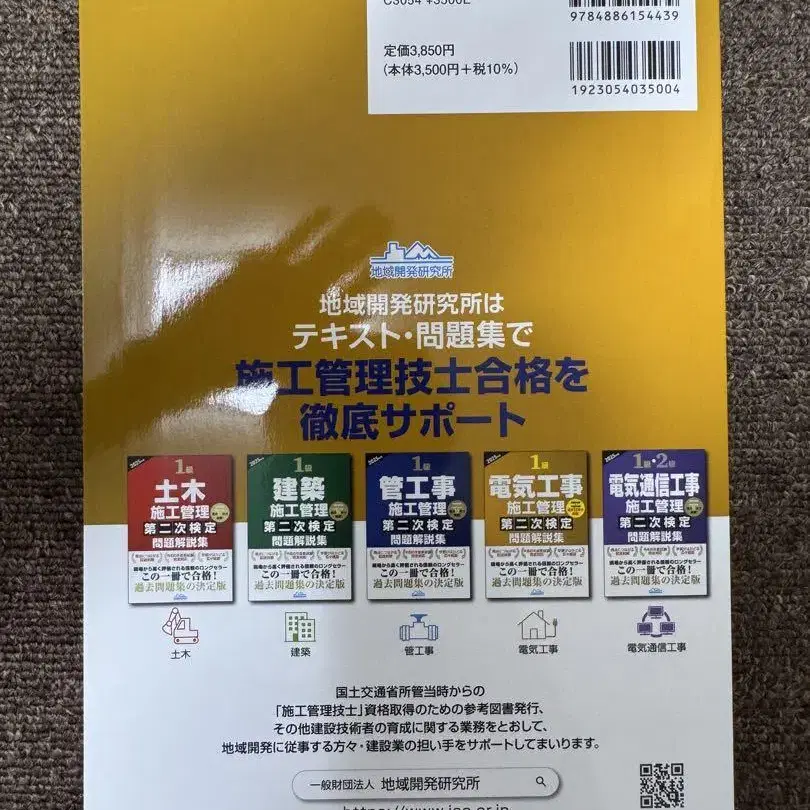 C3054 ¥3500E
9784886154439
定価3,850円
(本体3,500円+税10%)
1923054035004
地域開発研究所
地域開発研究所は
テキスト・問題集で
施工管理技士合格を
徹底サポート
1級
土木
施工管理
第二次検定
問題解説集
この一冊で合格!
過去問題集の決定版
1級
建築
施工管理
第二次検定
問題解説集
この一冊で合格!
過去問題集の決定版
1級
管工事
施工管理
第二次検定
問題解説集
この一冊で合格!
過去問題集の決定版
1級
電気工事
施工管理
第二次検定
問題解説集
この一冊で合格!
過去問題集の決定版
1級・2級
電気通信工事
施工管理
第二次検定
問題解説集
この一冊で合格!
過去問題集の決定版
土木
建築
管工事
電気工事
電気通信工事
国土交通省所管当時からの
「施工管理技士」資格取得のための参考図書発行、
その他建設技術者の育成に関する業務をとおして、
地域開発に従事する方々・建設業の担い手をサポートしてまいります。
一般財団法人 地域開発研究所